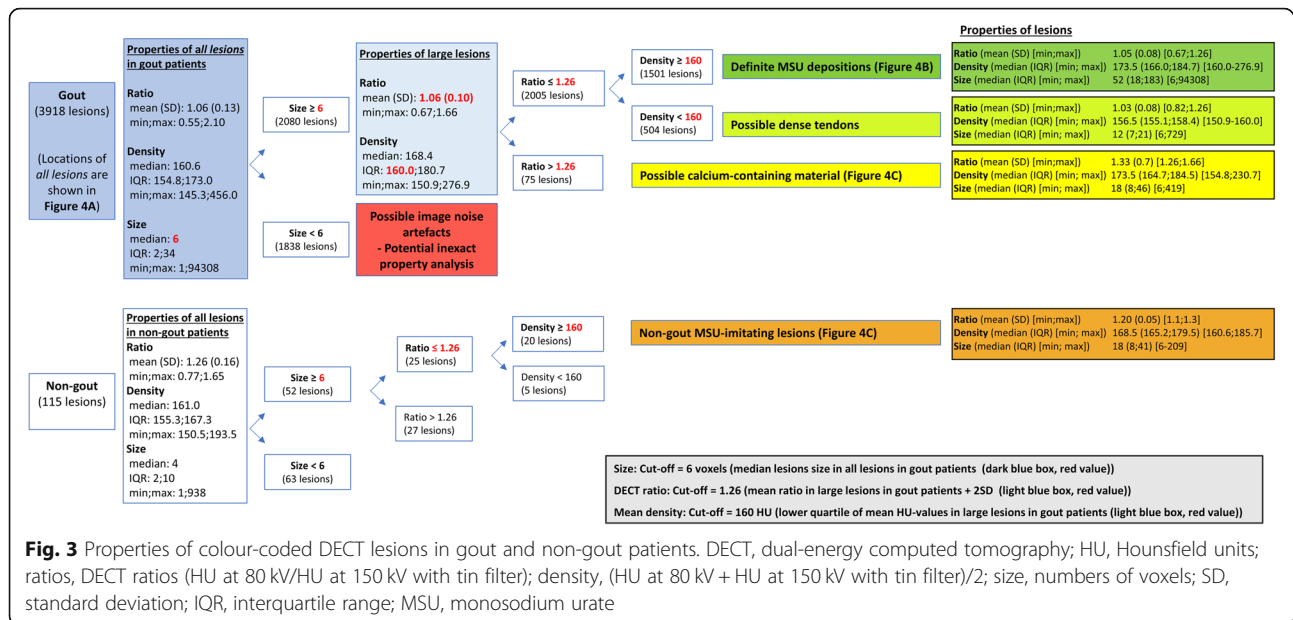 Gout
(3918 lesions)
(Locations of
all lesions are
shown in
Figure 4A)
Properties of all lesions
in gout patients
Ratio
mean (SD): 1.06 (0.13)
min;max: 0.55;2.10
Density
median: 160.6
IQR: 154.8;173.0
min;max: 145.3;456.0
Size
median: 6
IQR: 2;34
min;max: 1;94308
Size ≥ 6
(2080 lesions)
Size < 6
(1838 lesions)
Properties of large lesions
Ratio
mean (SD): 1.06 (0.10)
min;max: 0.67;1.66
Density
median: 168.4
IQR: 160.0;180.7
min;max: 150.9;276.9
Possible image noise
artefacts
- Potential inexact
property analysis
Ratio ≤ 1.26
(2005 lesions)
Ratio > 1.26
(75 lesions)
Density ≥ 160
(1501 lesions)
Density < 160
(504 lesions)
Definite MSU depositions (Figure 4B)
Possible dense tendons
Possible calcium-containing material (Figure 4C)
Properties of lesions
Ratio (mean (SD) [min;max]) 1.05 (0.08) [0.67;1.26]
Density (median (IQR) [min; max]) 173.5 (166.0;184.7) [160.0-276.9]
Size (median (IQR) [min; max]) 52 (18;183) [6;94308]
Ratio (mean (SD) [min;max]) 1.03 (0.08) [0.82;1.26]
Density (median (IQR) [min; max]) 156.5 (155.1;158.4) [150.9-160.0]
Size (median (IQR) [min; max]) 12 (7;21) [6;729]
Ratio (mean (SD) [min;max]) 1.33 (0.7) [1.26;1.66]
Density (median (IQR) [min; max]) 173.5 (164.7;184.5) [154.8;230.7]
Size (median (IQR) [min; max]) 18 (8;46) [6;419]
Non-gout
(115 lesions)
Properties of all lesions
in non-gout patients
Ratio
mean (SD): 1.26 (0.16)
min;max: 0.77;1.65
Density
median: 161.0
IQR: 155.3;167.3
min;max: 150.5;193.5
Size
median: 4
IQR: 2;10
min;max: 1;938
Size ≥ 6
(52 lesions)
Size < 6
(63 lesions)
Ratio ≤ 1.26
(25 lesions)
Ratio > 1.26
(27 lesions)
Density ≥ 160
(20 lesions)
Density < 160
(5 lesions)
Non-gout MSU-imitating lesions (Figure 4C)
Ratio (mean (SD) [min;max]) 1.20 (0.05) [1.1;1.3]
Density (median (IQR) [min; max]) 168.5 (165.2;179.5) [160.6;185.7]
Size (median (IQR) [min; max]) 18 (8;41) [6-209]
Size: Cut-off = 6 voxels (median lesions size in all lesions in gout patients (dark blue box, red value))
DECT ratio: Cut-off = 1.26 (mean ratio in large lesions in gout patients + 2SD (light blue box, red value))
Mean density: Cut-off = 160 HU (lower quartile of mean HU-values in large lesions in gout patients (light blue box, red value))
Fig. 3 Properties of colour-coded DECT lesions in gout and non-gout patients. DECT, dual-energy computed tomography; HU, Hounsfield units;
ratios, DECT ratios (HU at 80 kV/HU at 150 kV with tin filter); density, (HU at 80 kV + HU at 150 kV with tin filter)/2; size, numbers of voxels; SD,
standard deviation; IQR, interquartile range; MSU, monosodium urate